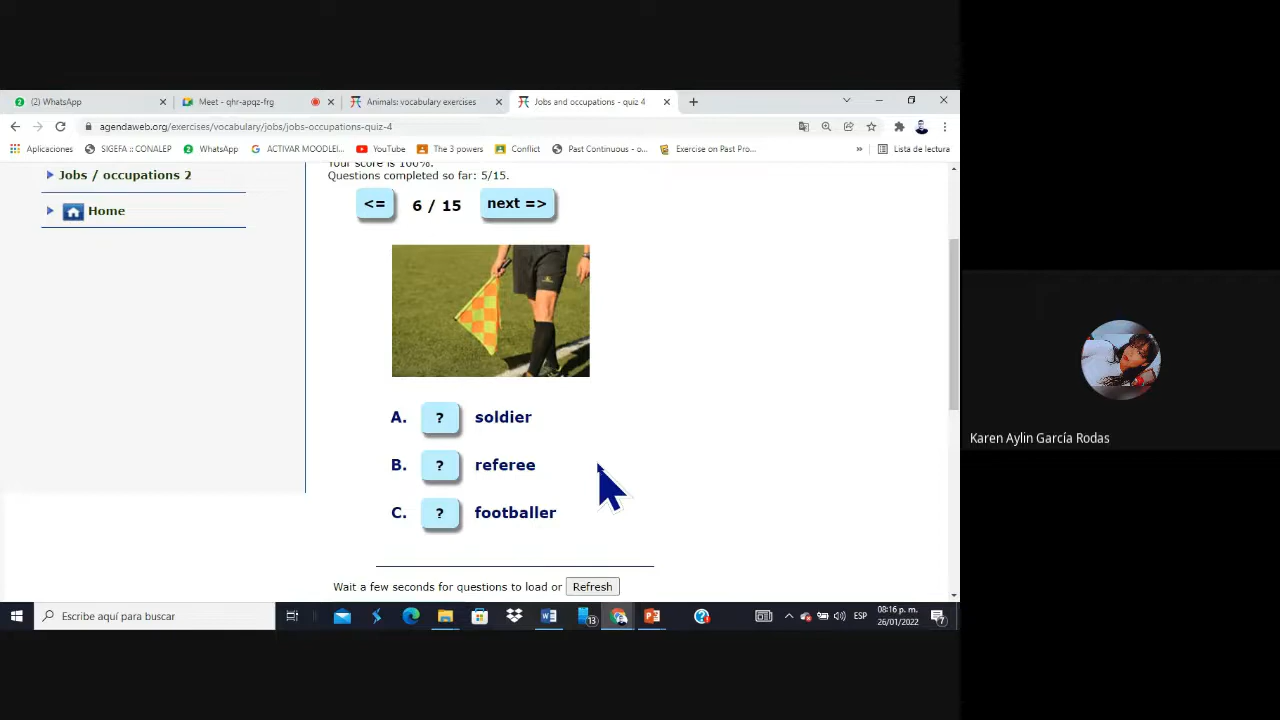 (2) WhatsApp
Meet - qhr-apqz-frg
Animals: vocabulary exercises
Jobs and occupations - quiz 4
agendaweb.org/exercises/vocabulary/jobs/jobs-occupations-quiz-4
Aplicaciones SIGEFA :: CONALEP WhatsApp ACTIVAR MOODLEI... YouTube The 3 powers Conflict Past Continuous - o... Exercise on Past Pro... » Lista de lectura
Your score is 100%.
Jobs / occupations 2
Questions completed so far: 5/15.
<= 6 / 15 next =>
Home
A. ? soldier
B. ? referee
Karen Aylin García Rodas
C. ? footballer
Wait a few seconds for questions to load or Refresh
Escribe aquí para buscar
13
ESP
08:16 p. m.
26/01/2022
7